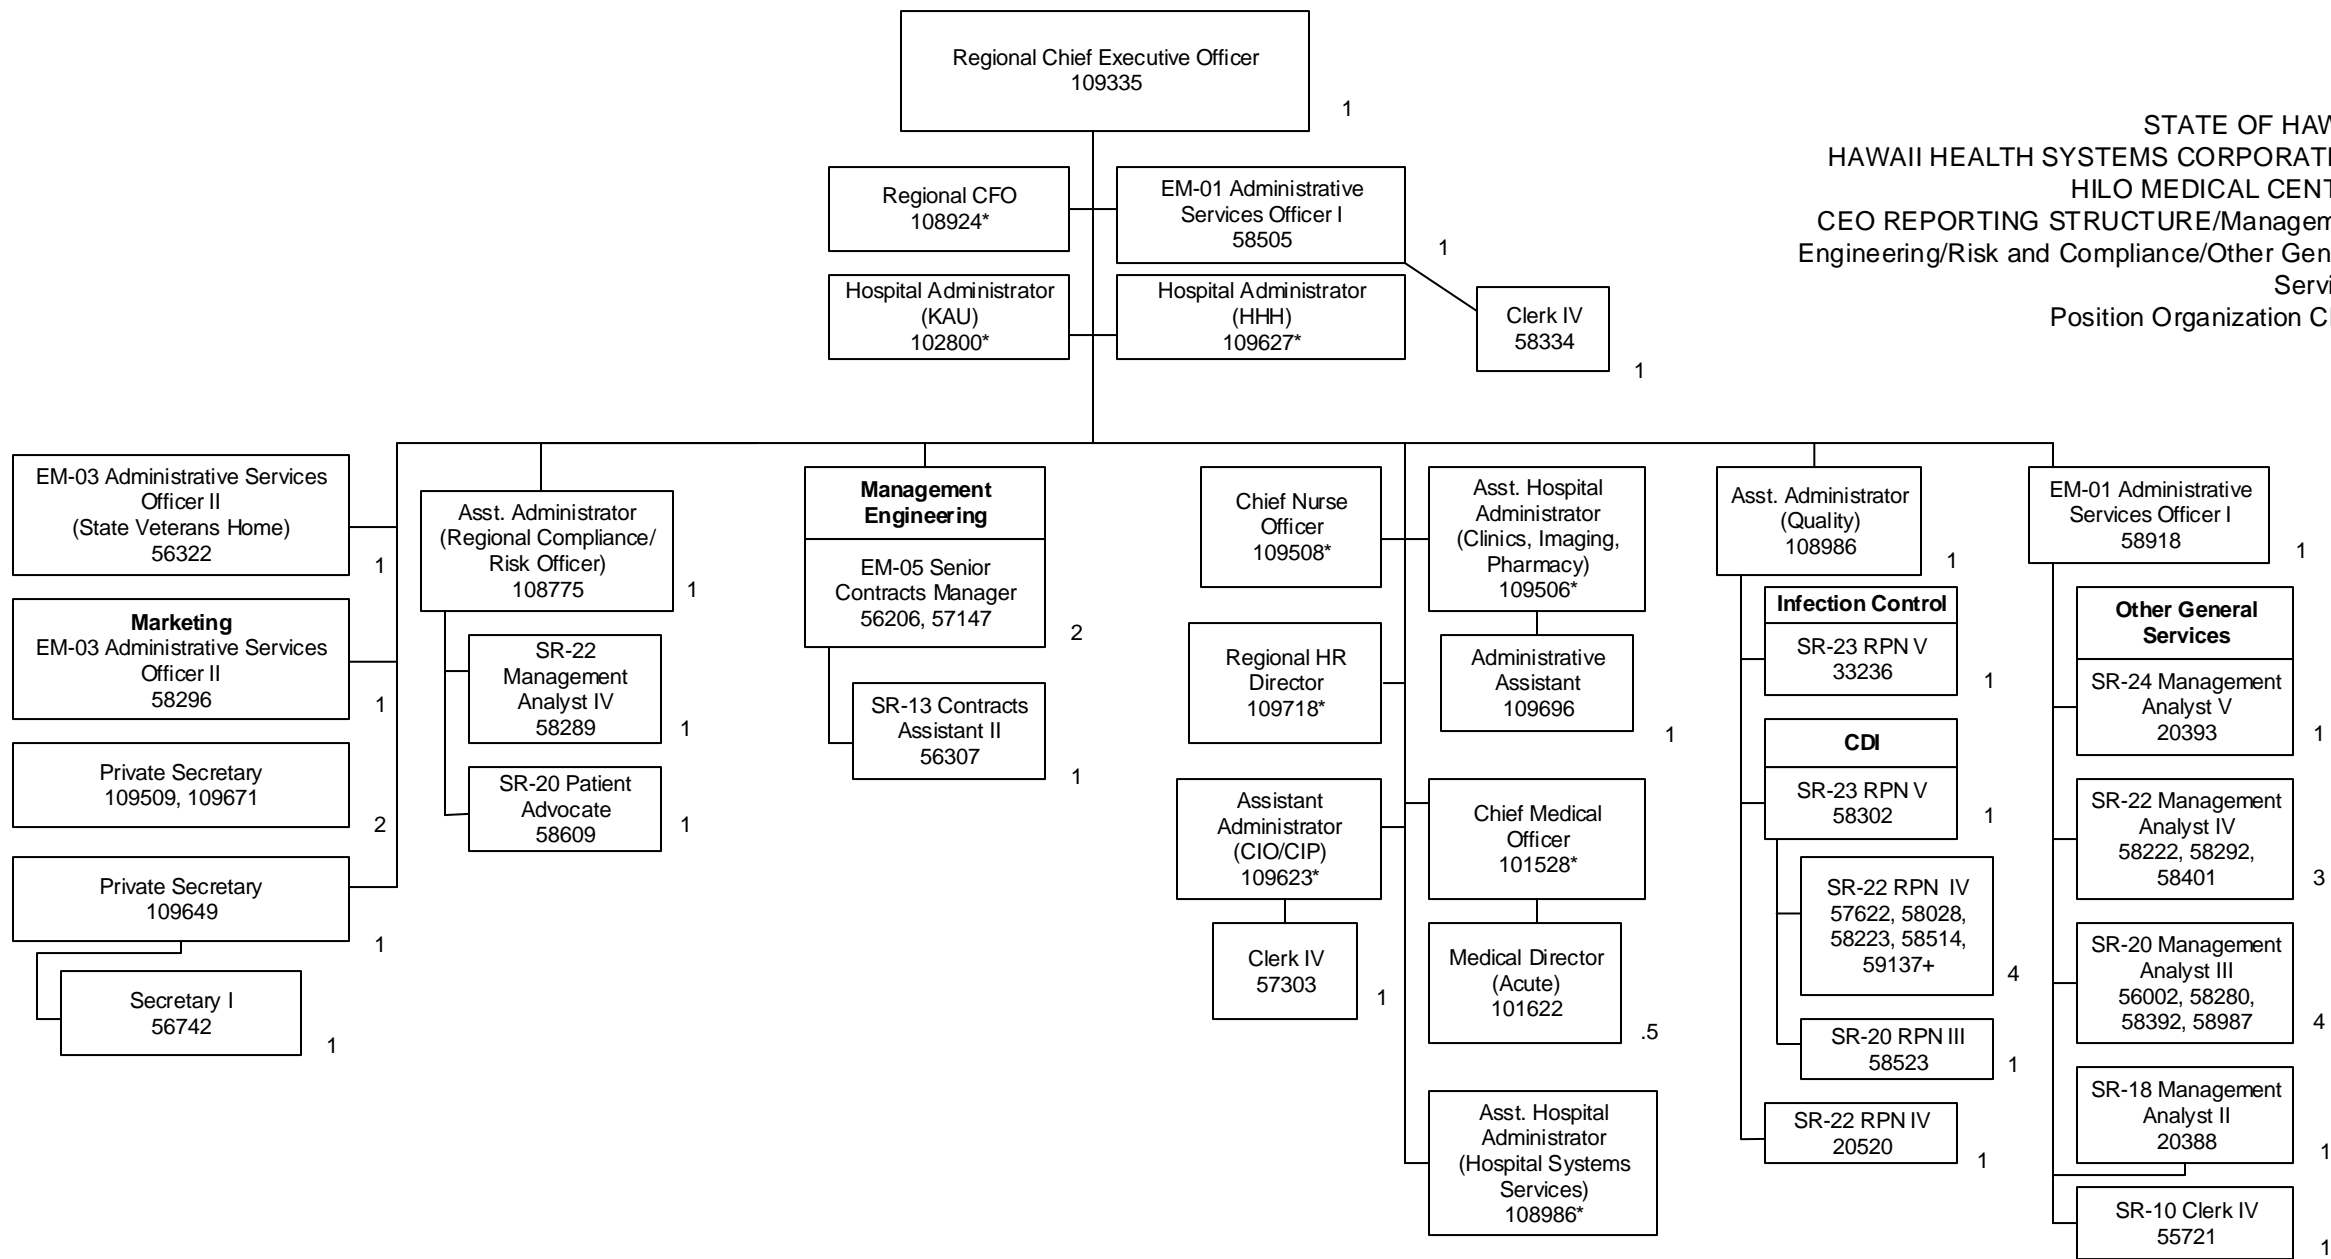 Regional Chief Executive Officer
109335
1
STATE OF HAW
HAWAII HEALTH SYSTEMS CORPORATI
HILO MEDICAL CENT
CEO REPORTING STRUCTURE/Managem
Engineering/Risk and Compliance/Other Gen
Servi
Position Organization C
Regional CFO
108924*
EM-01 Administrative
Services Officer I
58505
1
Hospital Administrator
(KAU)
102800*
Hospital Administrator
(HHH)
109627*
Clerk IV
58334
1
EM-03 Administrative Services
Officer II
(State Veterans Home)
56322
1
Marketing
EM-03 Administrative Services
Officer II
58296
1
Private Secretary
109509, 109671
2
Private Secretary
109649
1
Secretary I
56742
1
Asst. Administrator
(Regional Compliance/
Risk Officer)
108775
1
SR-22
Management
Analyst IV
58289
1
SR-20 Patient
Advocate
58609
1
Management
Engineering
EM-05 Senior
Contracts Manager
56206, 57147
2
SR-13 Contracts
Assistant II
56307
1
Chief Nurse
Officer
109508*
Asst. Hospital
Administrator
(Clinics, Imaging,
Pharmacy)
109506*
Regional HR
Director
109718*
Administrative
Assistant
109696
1
Assistant
Administrator
(CIO/CIP)
109623*
Chief Medical
Officer
101528*
Clerk IV
57303
1
Medical Director
(Acute)
101622
.5
Asst. Hospital
Administrator
(Hospital Systems
Services)
108986*
Asst. Administrator
(Quality)
108986
1
Infection Control
SR-23 RPN V
33236
1
CDI
SR-23 RPN V
58302
1
SR-22 RPN IV
57622, 58028,
58223, 58514,
59137+
4
SR-20 RPN III
58523
1
SR-22 RPN IV
20520
1
EM-01 Administrative
Services Officer I
58918
1
Other General
Services
SR-24 Management
Analyst V
20393
1
SR-22 Management
Analyst IV
58222, 58292,
58401
3
SR-20 Management
Analyst III
56002, 58280,
58392, 58987
4
SR-18 Management
Analyst II
20388
1
SR-10 Clerk IV
55721
1